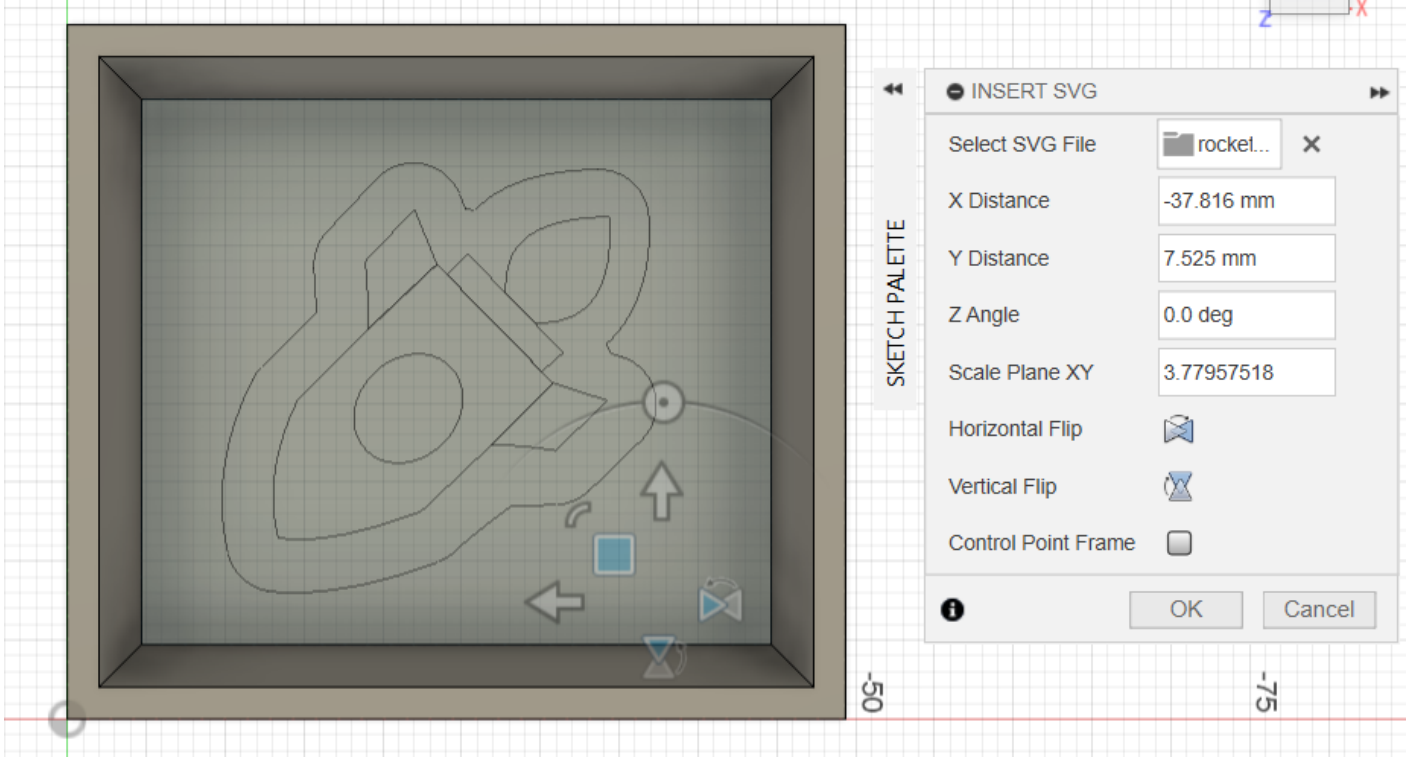 Z
X
SKETCH PALETTE
INSERT SVG
Select SVG File
rocket...
X Distance
-37.816 mm
Y Distance
7.525 mm
Z Angle
0.0 deg
Scale Plane XY
3.77957518
Horizontal Flip
Vertical Flip
Control Point Frame
OK
Cancel
-50
-75